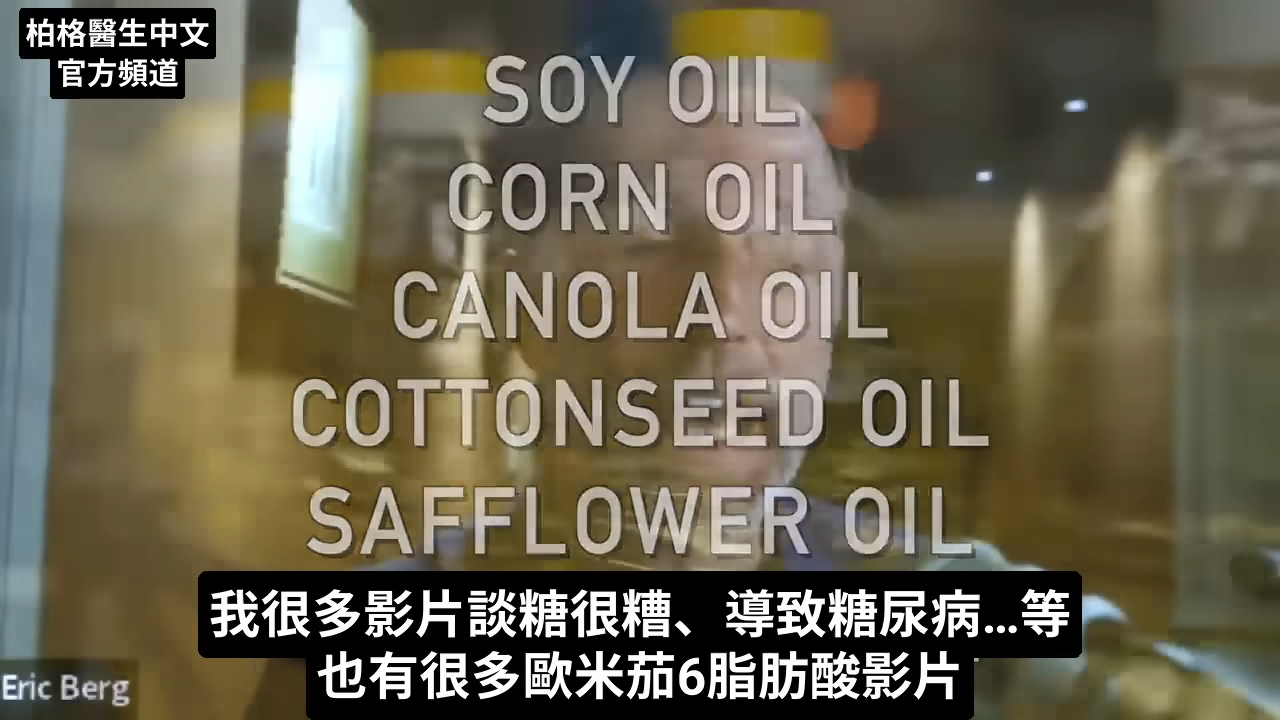 柏格醫生中文
官方頻道
SOY OIL
CORN OIL
CANOLA OIL
COTTONSEED OIL
SAFFLOWER OIL
我很多影片談糖很糟、導致糖尿病...等
也有很多歐米茄6脂肪酸影片
Eric Berg